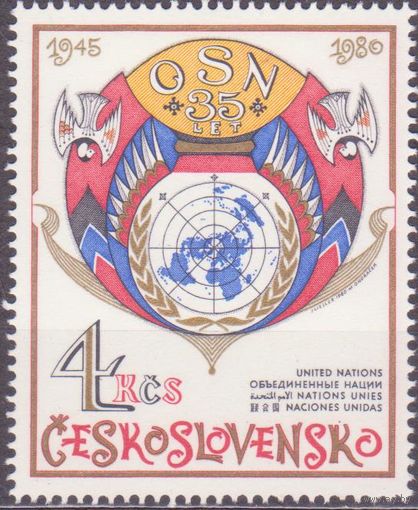 1945 1980
OSN
35
LET
4 Kčs
UNITED NATIONS
ОБЪЕДИНЕННЫЕ НАЦИИ
الأمم المتحدة NATIONS UNIES
联合国 NACIONES UNIDAS
ČESKOSLOVENSKO